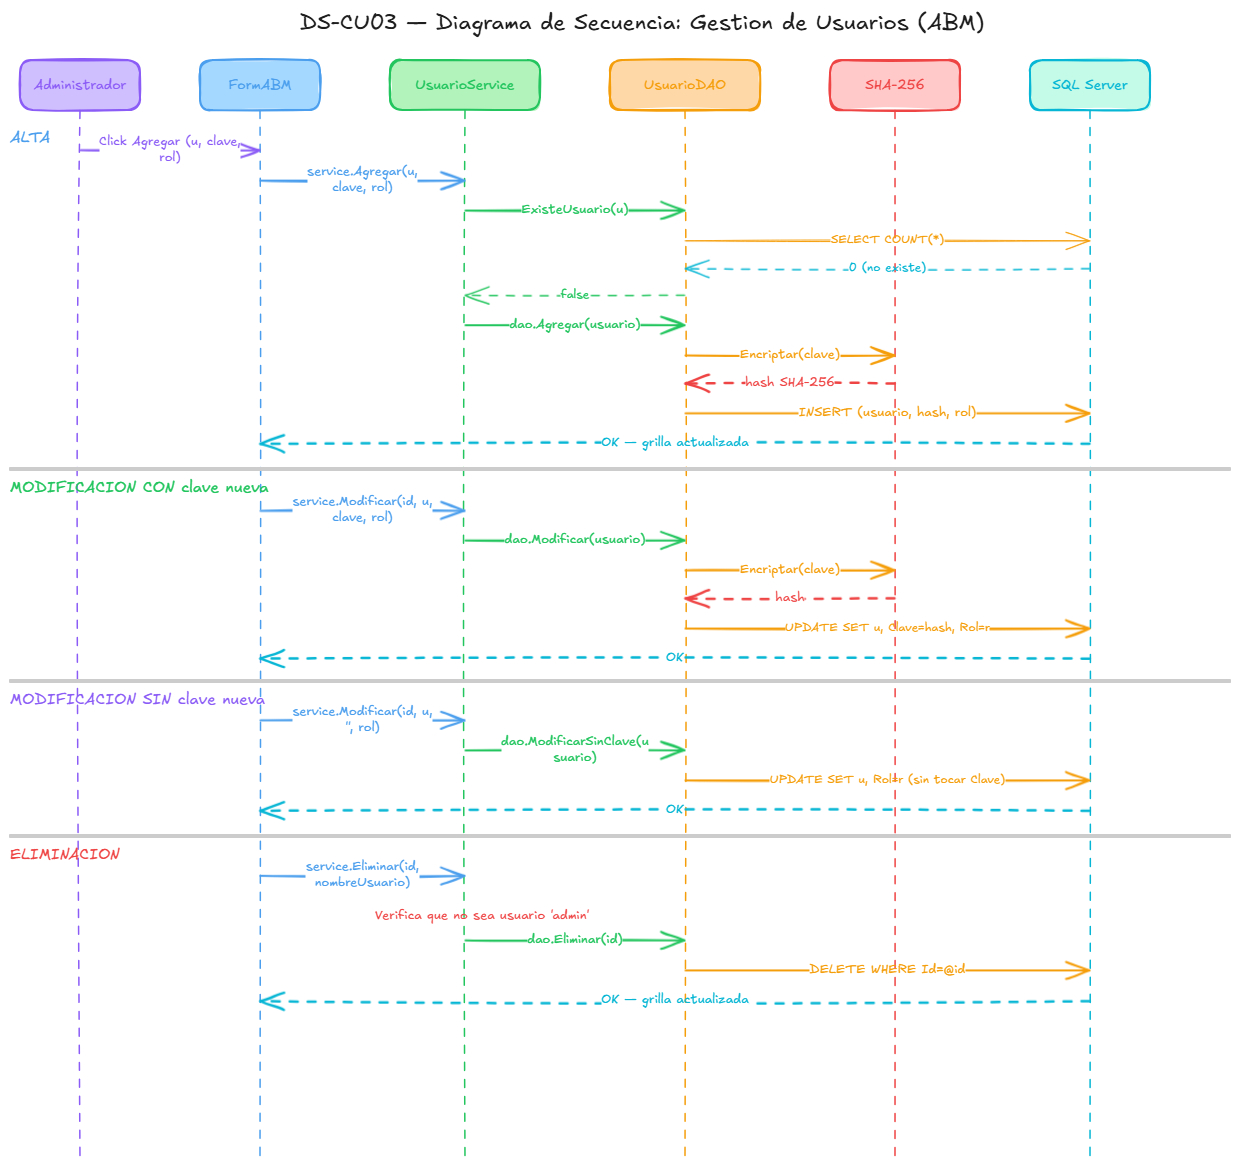 DS-CU03 — Diagrama de Secuencia: Gestion de Usuarios (ABM)
Administrador
FormABM
UsuarioService
UsuarioDAO
SHA-256
SQL Server
ALTA
Click Agregar (u, clave,
rol)
service.Agregar(u,
clave, rol)
ExisteUsuario(u)
SELECT COUNT(*)
0 (no existe)
false
dao.Agregar(usuario)
Encriptar(clave)
hash SHA-256
INSERT (usuario, hash, rol)
OK — grilla actualizada
MODIFICACION CON clave nueva
service.Modificar(id, u,
clave, rol)
dao.Modificar(usuario)
Encriptar(clave)
hash
UPDATE SET u, Clave=hash, Rol=r
OK
MODIFICACION SIN clave nueva
service.Modificar(id, u,
'', rol)
dao.ModificarSinClave(u
suario)
UPDATE SET u, Rol=r (sin tocar Clave)
OK
ELIMINACION
service.Eliminar(id,
nombreUsuario)
Verifica que no sea usuario 'admin'
dao.Eliminar(id)
DELETE WHERE Id=@id
OK — grilla actualizada